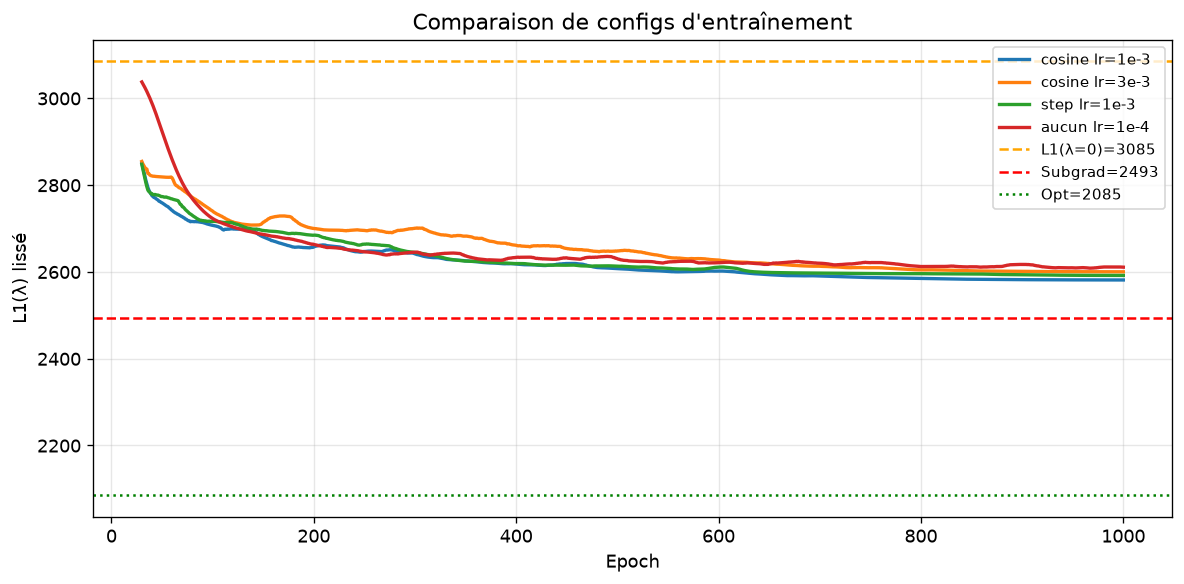 Comparaison de configs d'entraînement
L1(λ) lissé
3000
2800
2600
2400
2200
0
200
400
600
800
1000
Epoch
cosine lr=1e-3
cosine lr=3e-3
step lr=1e-3
aucun lr=1e-4
L1(λ=0)=3085
Subgrad=2493
Opt=2085